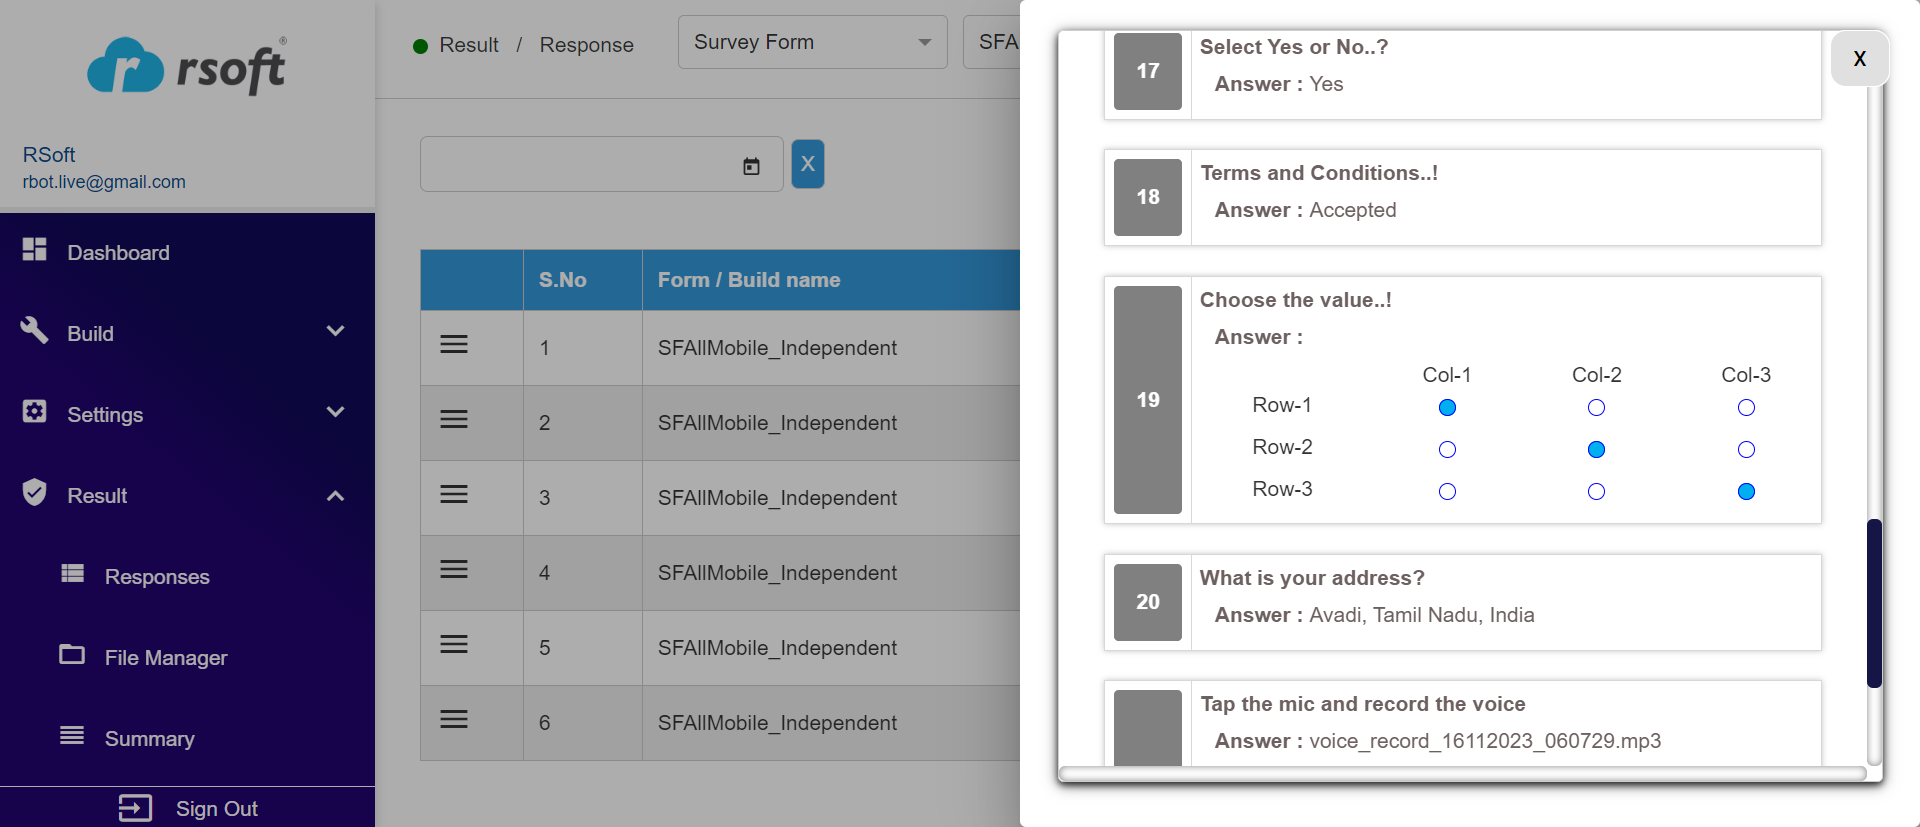 rsoft
®
RSoft
rbot.live@gmail.com
Dashboard
Build
Settings
Result
Responses
File Manager
Summary
Sign Out
Result / Response
Survey Form
SFA
X
S.No Form / Build name
1 SFAllMobile_Independent
2 SFAllMobile_Independent
3 SFAllMobile_Independent
4 SFAllMobile_Independent
5 SFAllMobile_Independent
6 SFAllMobile_Independent
X
17 Select Yes or No..?
Answer : Yes
18 Terms and Conditions..!
Answer : Accepted
19 Choose the value..!
Answer :
Col-1 Col-2 Col-3
Row-1
Row-2
Row-3
20 What is your address?
Answer : Avadi, Tamil Nadu, India
Tap the mic and record the voice
Answer : voice_record_16112023_060729.mp3